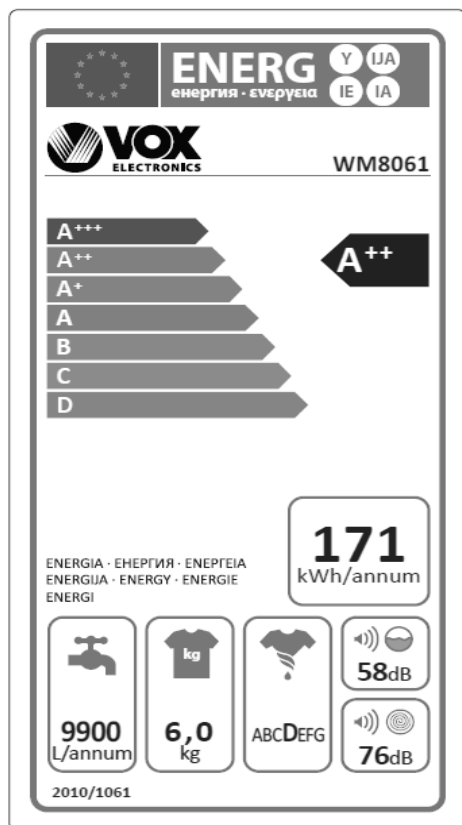 ENERG
енергия · ενεργεια
Y IJA
IE IA
VOX
ELECTRONICS
WM8061
A+++
A++
A++
A+
A
B
C
D
171
kWh/annum
ENERGIA · ЕНЕРГИЯ · ΕΝΕΡΓΕΙΑ
ENERGIJA · ENERGY · ENERGIE
ENERGI
kg
9900
L/annum
6,0
kg
ABCDEFG
58dB
76dB
2010/1061